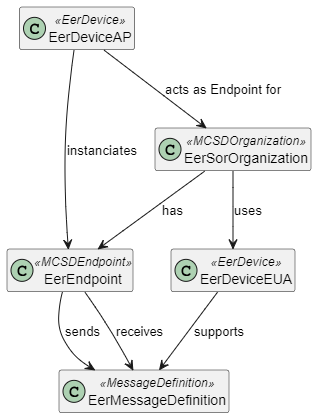 C «EerDevice»
EerDeviceAP
acts as Endpoint for
instanciates
C «MCSDOrganization»
EerSorOrganization
has
uses
C «MCSDEndpoint»
EerEndpoint
C «EerDevice»
EerDeviceEUA
sends
receives
supports
C «MessageDefinition»
EerMessageDefinition